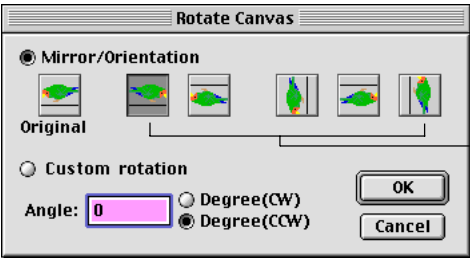 Rotate Canvas
Mirror/Orientation
Original
Custom rotation
Angle: 0
Degree(CW)
Degree(CCW)
OK
Cancel